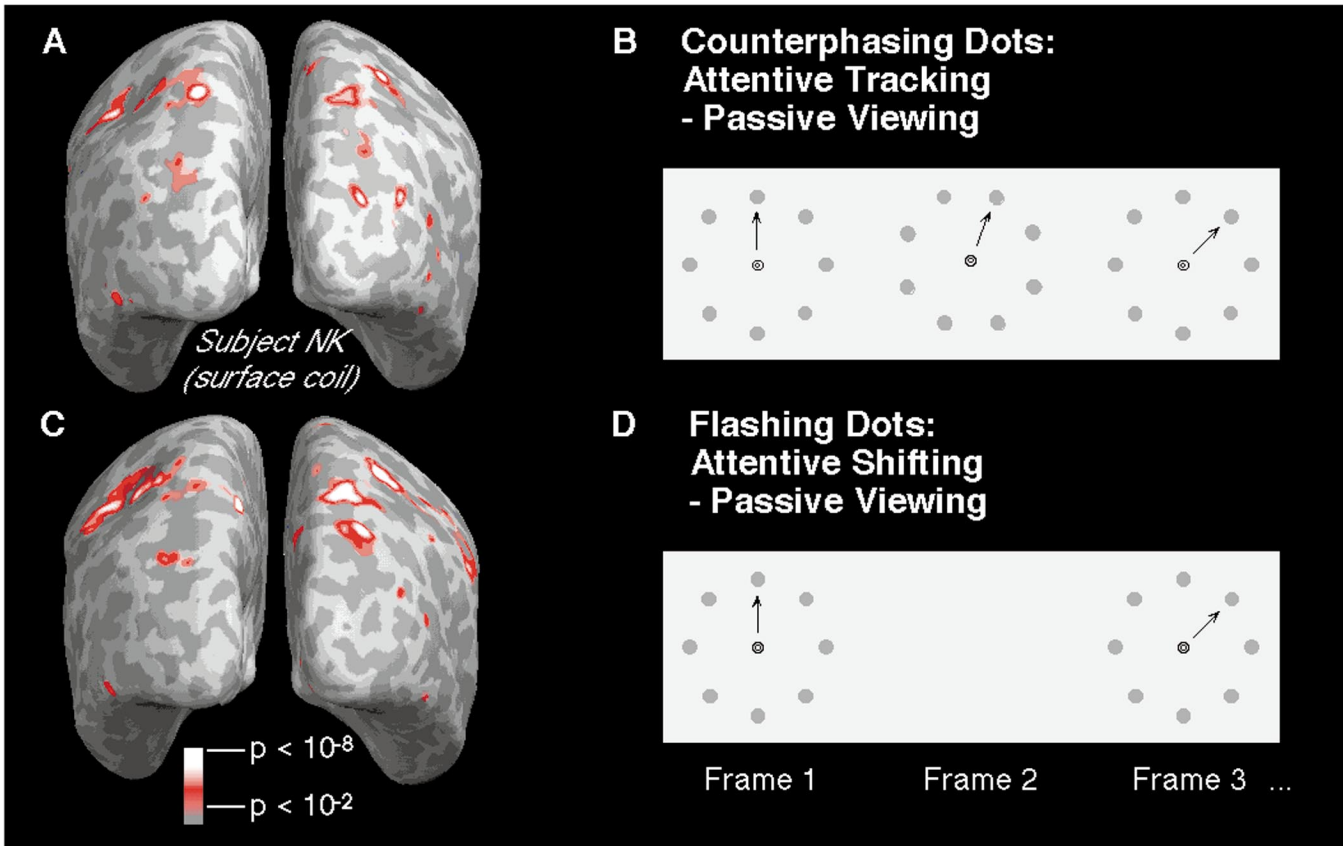 A
B Counterphasing Dots:
Attentive Tracking
- Passive Viewing
Subject NK
(surface coil)
C
D Flashing Dots:
Attentive Shifting
- Passive Viewing
p < 10-8
p < 10-2
Frame 1 Frame 2 Frame 3 ...